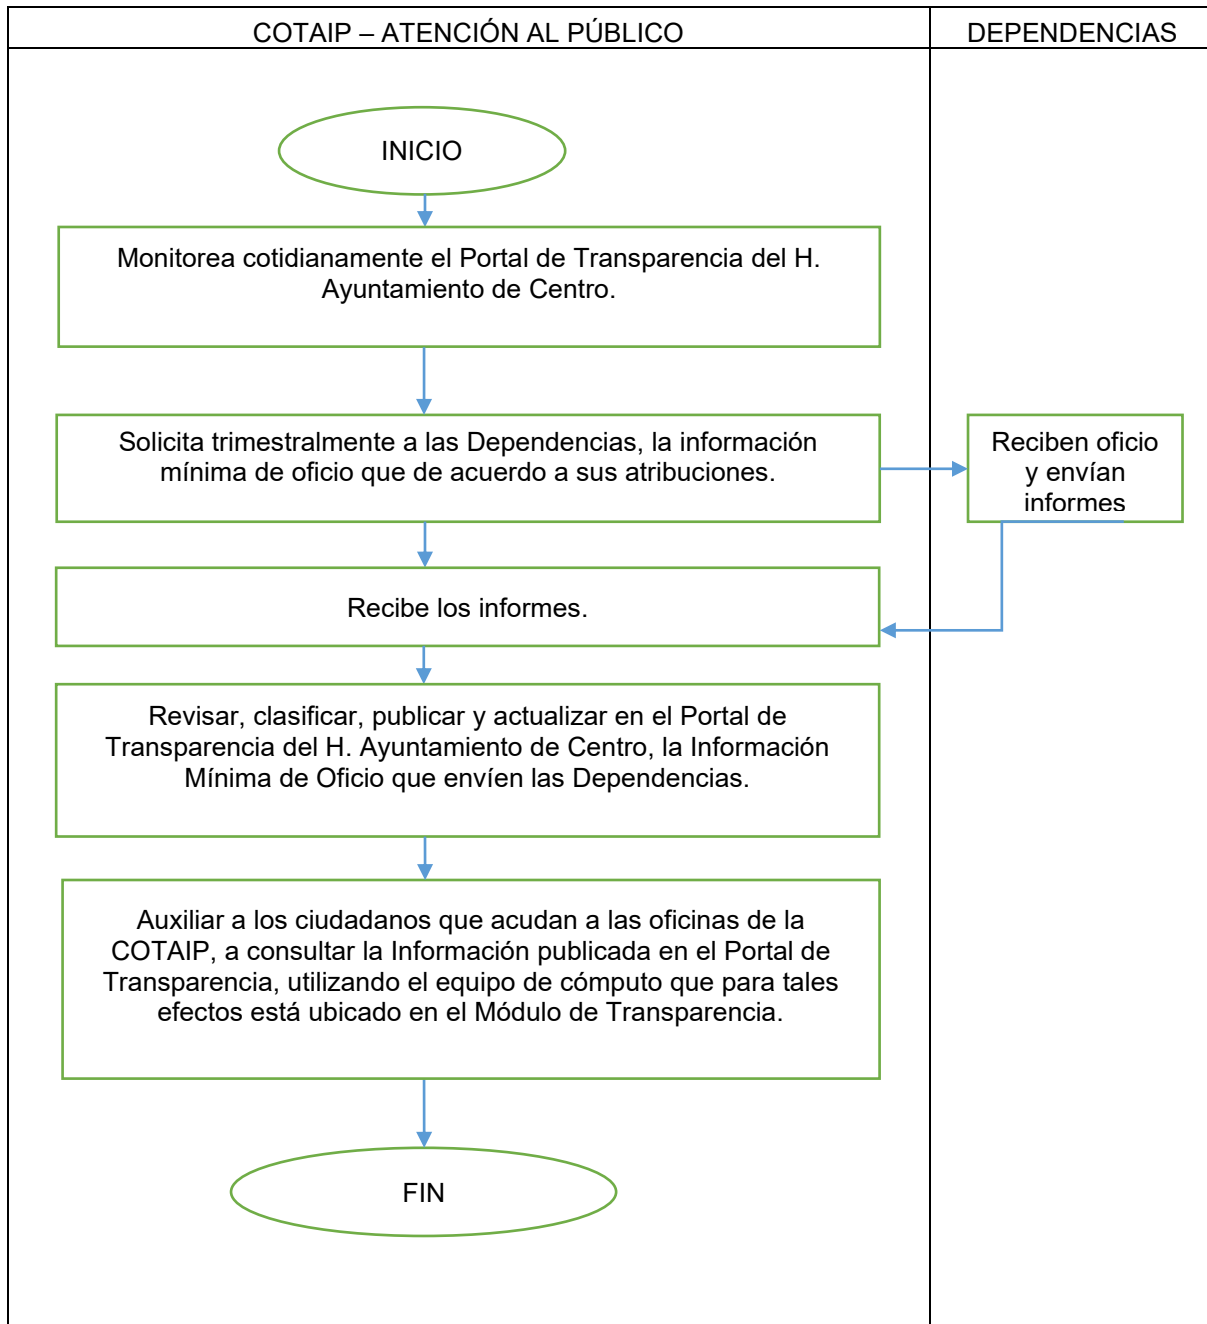 COTAIP – ATENCIÓN AL PÚBLICO
DEPENDENCIAS
INICIO
Monitorea cotidianamente el Portal de Transparencia del H.
Ayuntamiento de Centro.
Solicita trimestralmente a las Dependencias, la información
mínima de oficio que de acuerdo a sus atribuciones.
Reciben oficio
y envían
informes
Recibe los informes.
Revisar, clasificar, publicar y actualizar en el Portal de
Transparencia del H. Ayuntamiento de Centro, la Información
Mínima de Oficio que envíen las Dependencias.
Auxiliar a los ciudadanos que acudan a las oficinas de la
COTAIP, a consultar la Información publicada en el Portal de
Transparencia, utilizando el equipo de cómputo que para tales
efectos está ubicado en el Módulo de Transparencia.
FIN